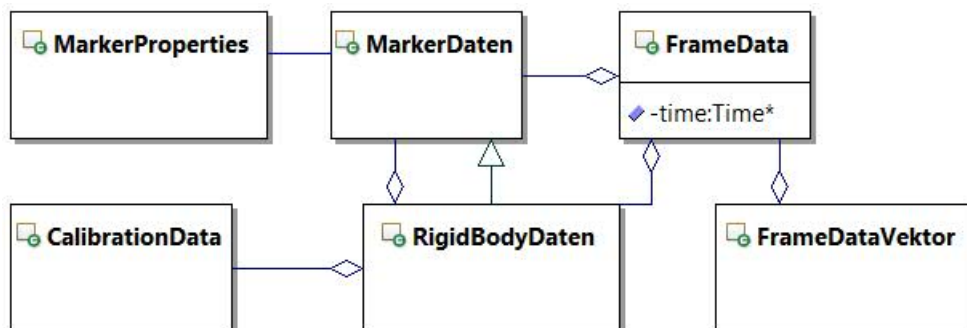 MarkerProperties
MarkerDaten
FrameData
-time:Time*
CalibrationData
RigidBodyDaten
FrameDataVektor